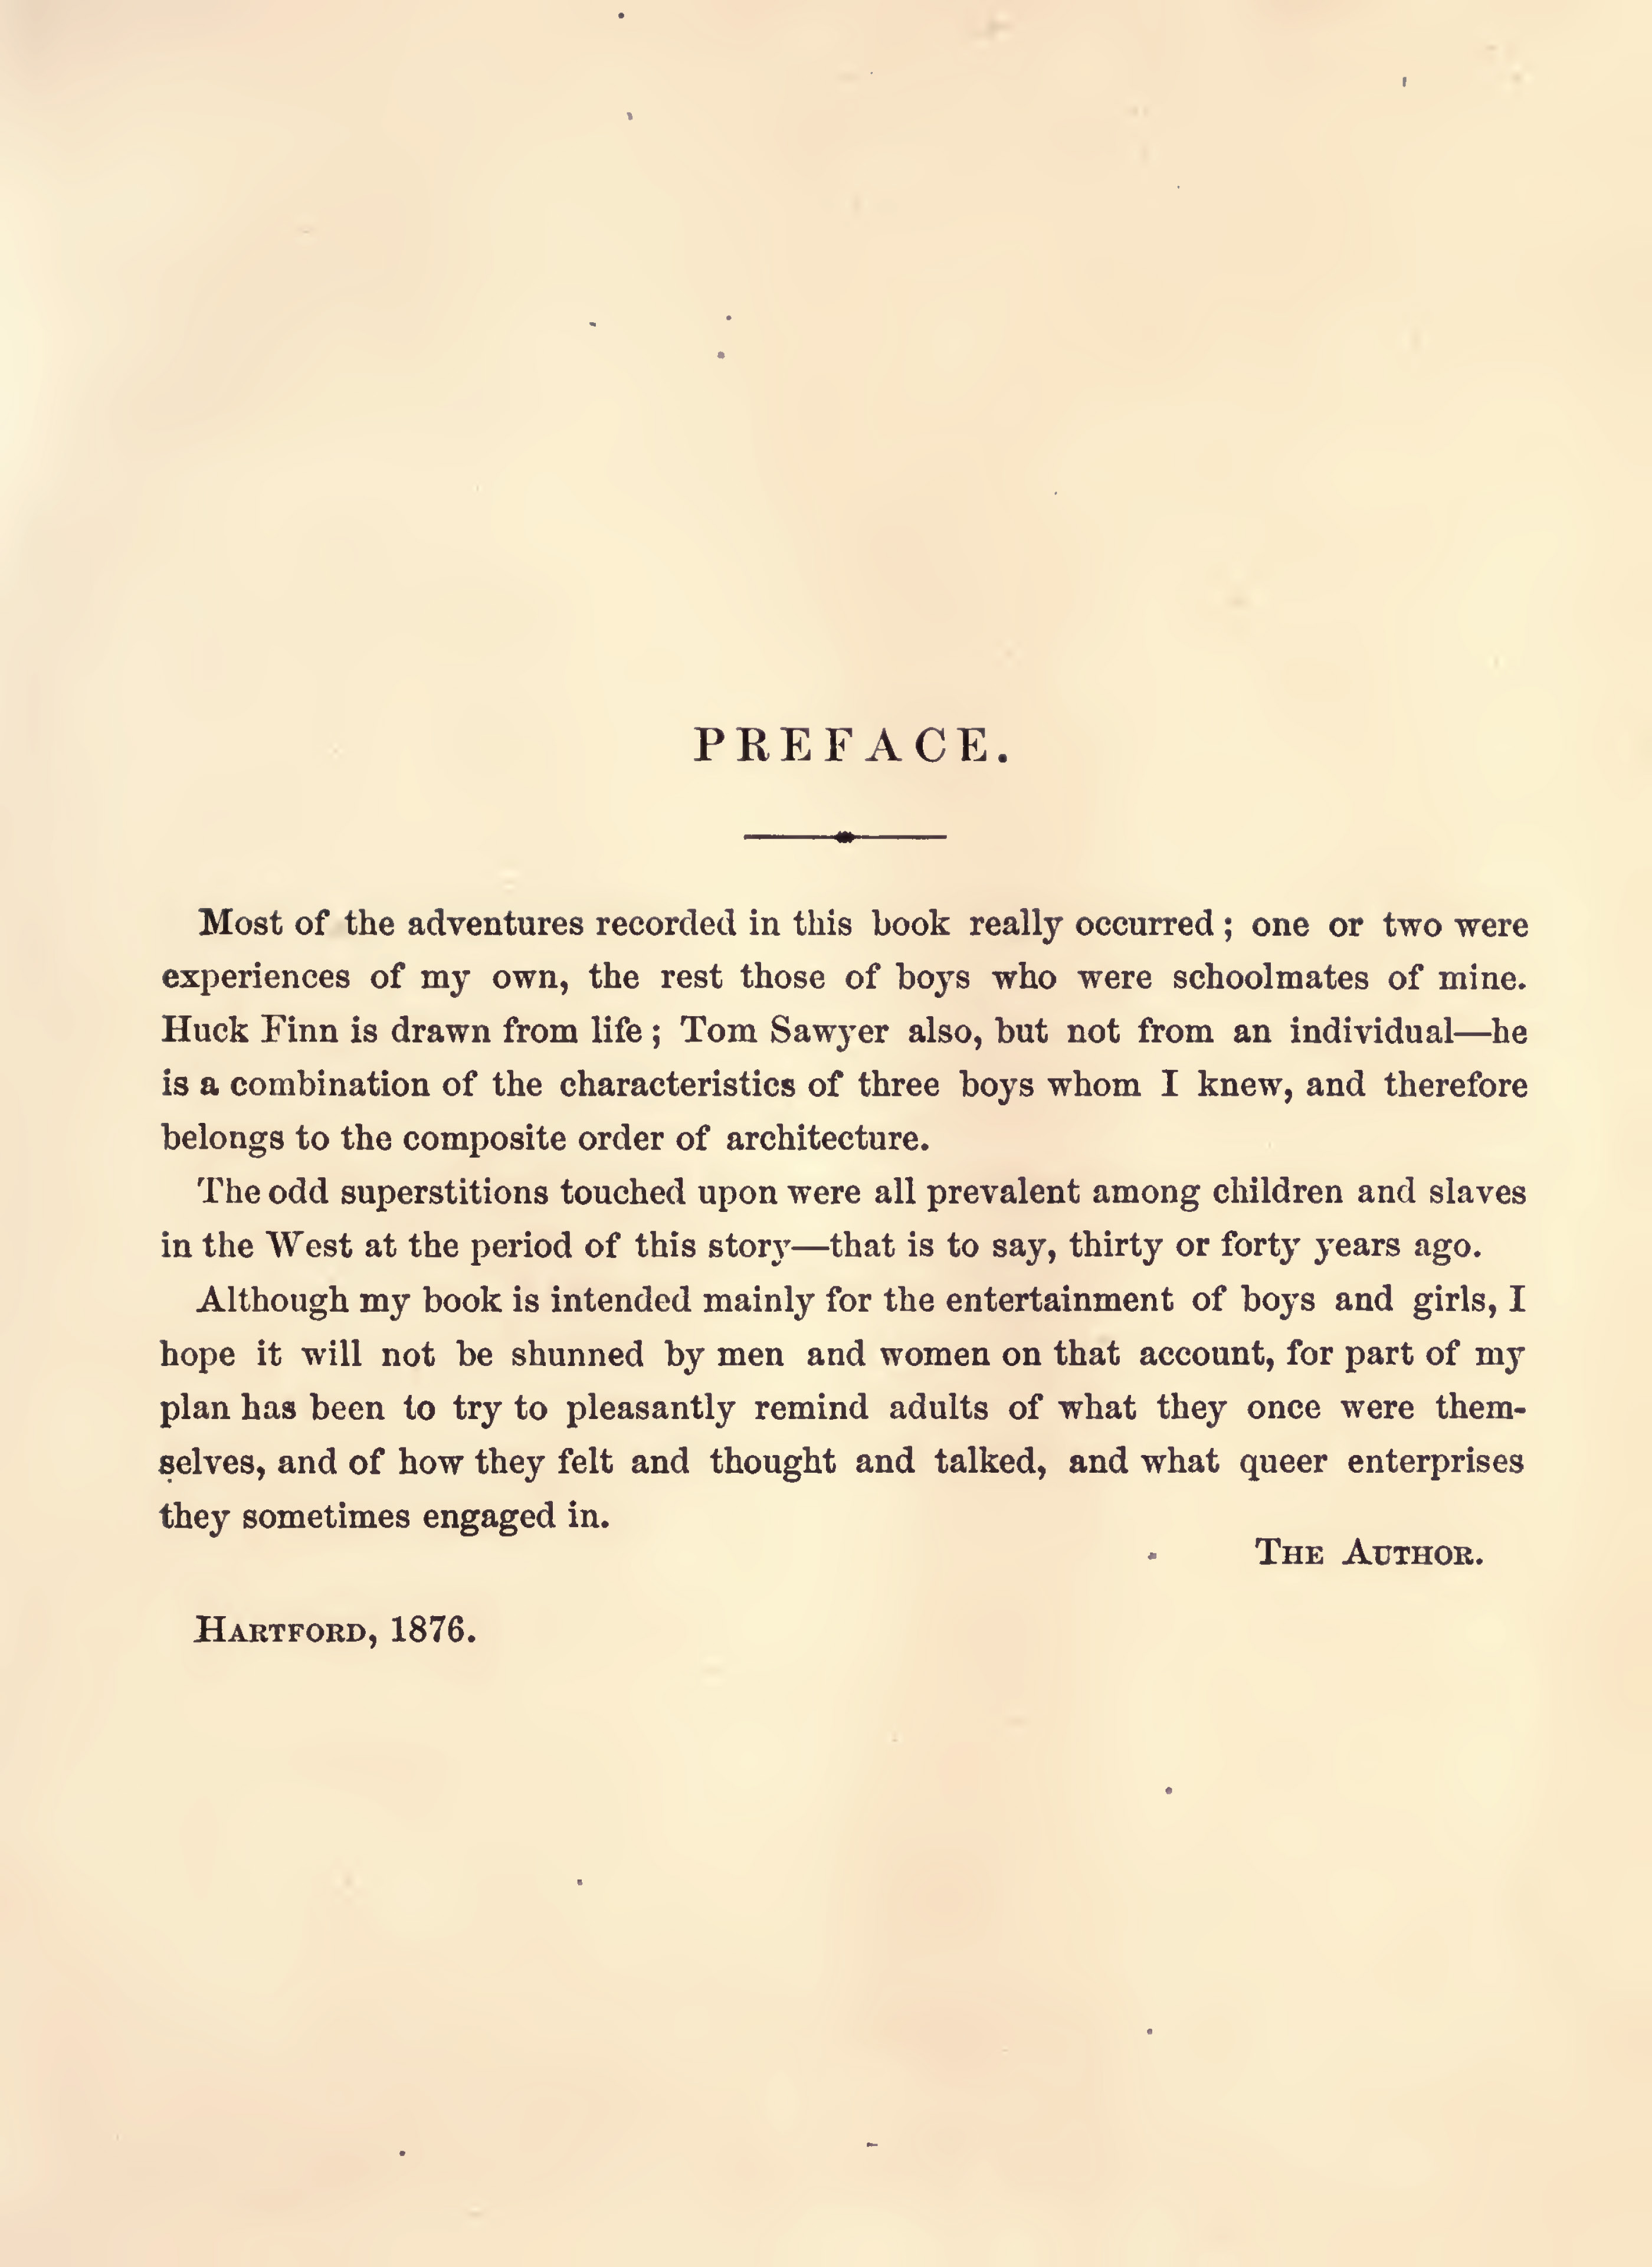 PREFACE.
Most of the adventures recorded in this book really occurred ; one or two were
experiences of my own, the rest those of boys who were schoolmates of mine.
Huck Finn is drawn from life ; Tom Sawyer also, but not from an individual—he
is a combination of the characteristics of three boys whom I knew, and therefore
belongs to the composite order of architecture.
The odd superstitions touched upon were all prevalent among children and slaves
in the West at the period of this story—that is to say, thirty or forty years ago.
Although my book is intended mainly for the entertainment of boys and girls, I
hope it will not be shunned by men and women on that account, for part of my
plan has been to try to pleasantly remind adults of what they once were them-
selves, and of how they felt and thought and talked, and what queer enterprises
they sometimes engaged in.
THE AUTHOR.
HARTFORD, 1876.